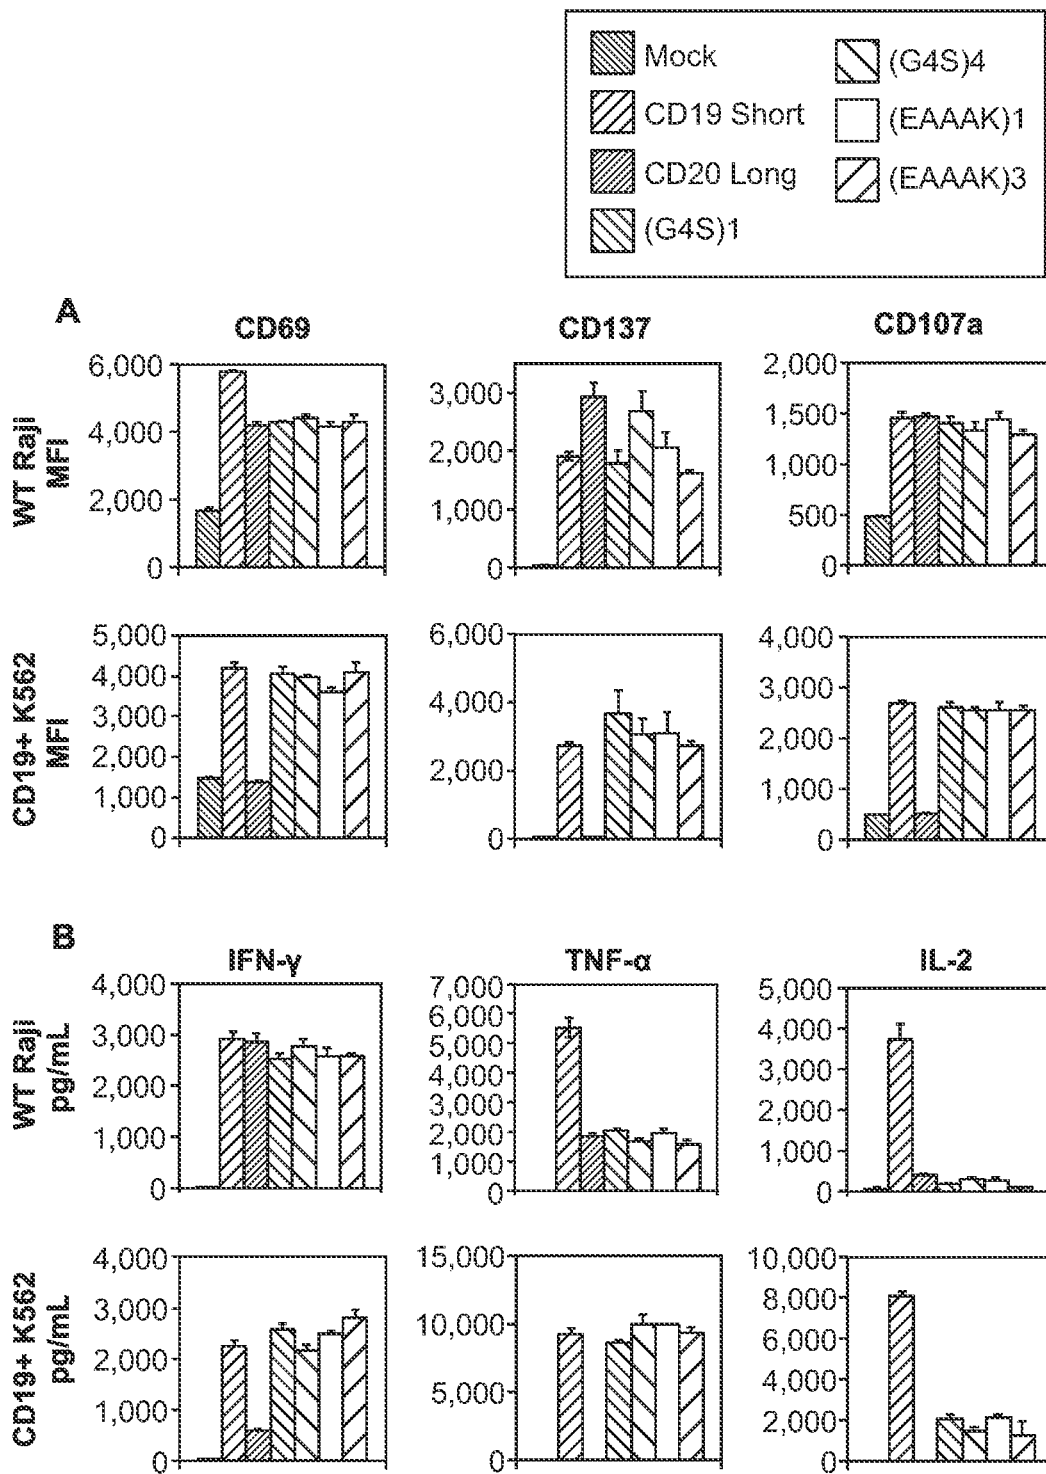 Mock
CD19 Short
CD20 Long
(G4S)1
(G4S)4
(EAAAK)1
(EAAAK)3
A
CD69
CD137
CD107a
WT Raji
MFI
6,000
4,000
2,000
0
3,000
2,000
1,000
0
2,000
1,500
1,000
500
0
CD19+ K562
MFI
5,000
4,000
3,000
2,000
1,000
0
6,000
4,000
2,000
0
4,000
3,000
2,000
1,000
0
B
IFN-γ
TNF-α
IL-2
WT Raji
pg/mL
4,000
3,000
2,000
1,000
0
7,000
6,000
5,000
4,000
3,000
2,000
1,000
0
5,000
4,000
3,000
2,000
1,000
0
CD19+ K562
pg/mL
4,000
3,000
2,000
1,000
0
15,000
10,000
5,000
0
10,000
8,000
6,000
4,000
2,000
0